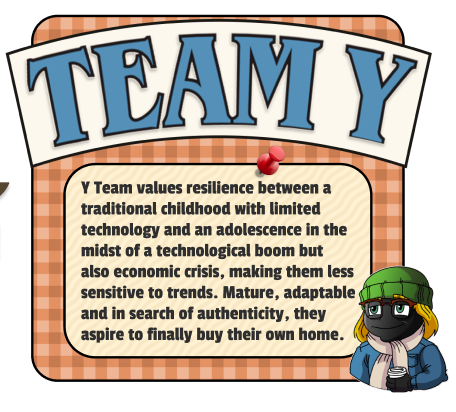 TEAM Y
Y Team values resilience between a
traditional childhood with limited
technology and an adolescence in the
midst of a technological boom but
also economic crisis, making them less
sensitive to trends. Mature, adaptable
and in search of authenticity, they
aspire to finally buy their own home.